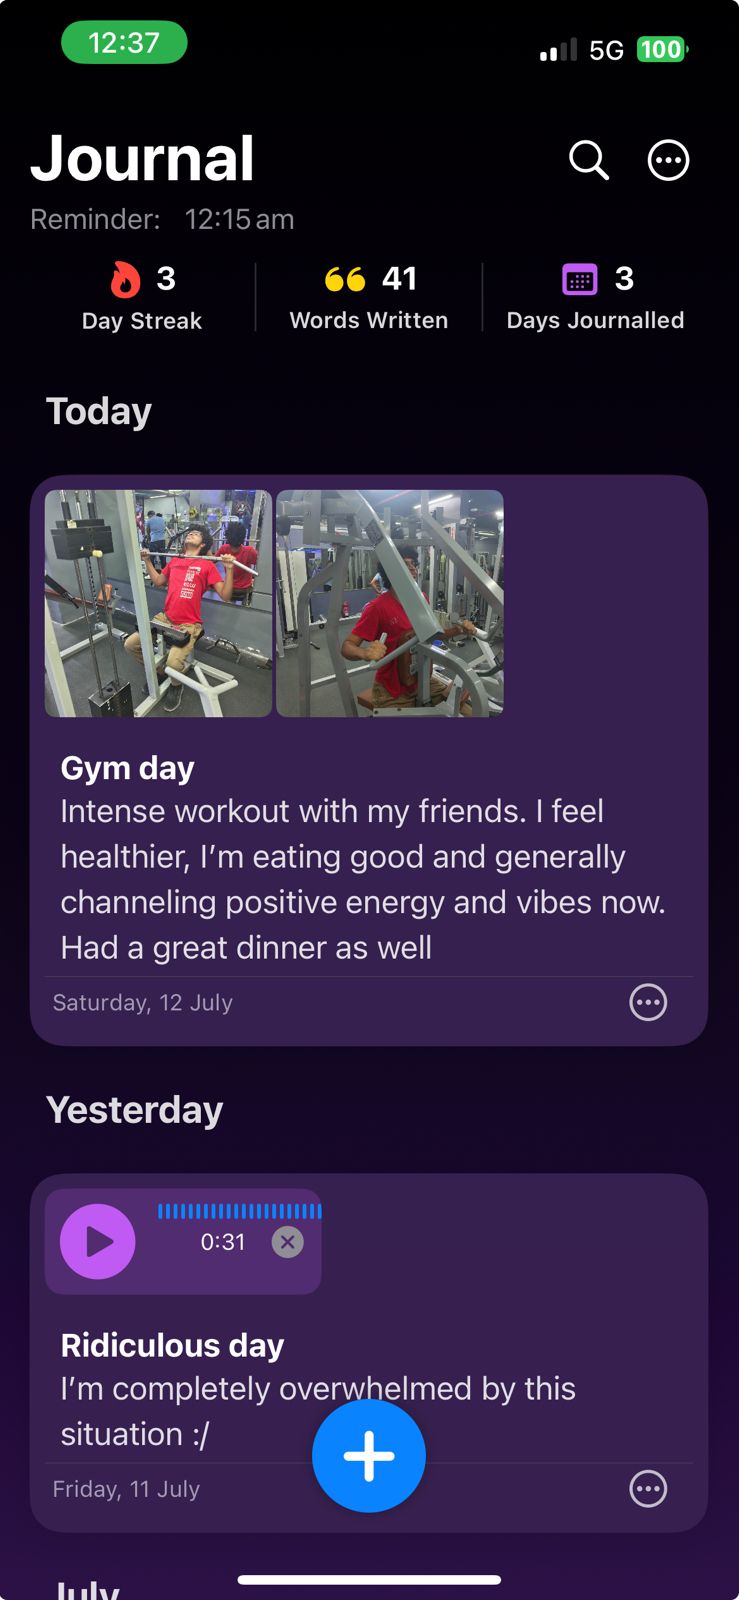 12:37
5G 100
Journal
Reminder: 12:15 am
3 41 3
Day Streak Words Written Days Journalled
Today
Gym day
Intense workout with my friends. I feel
healthier, I’m eating good and generally
channeling positive energy and vibes now.
Had a great dinner as well
Saturday, 12 July
Yesterday
0:31
Ridiculous day
I’m completely overwhelmed by this
situation :/
Friday, 11 July
July